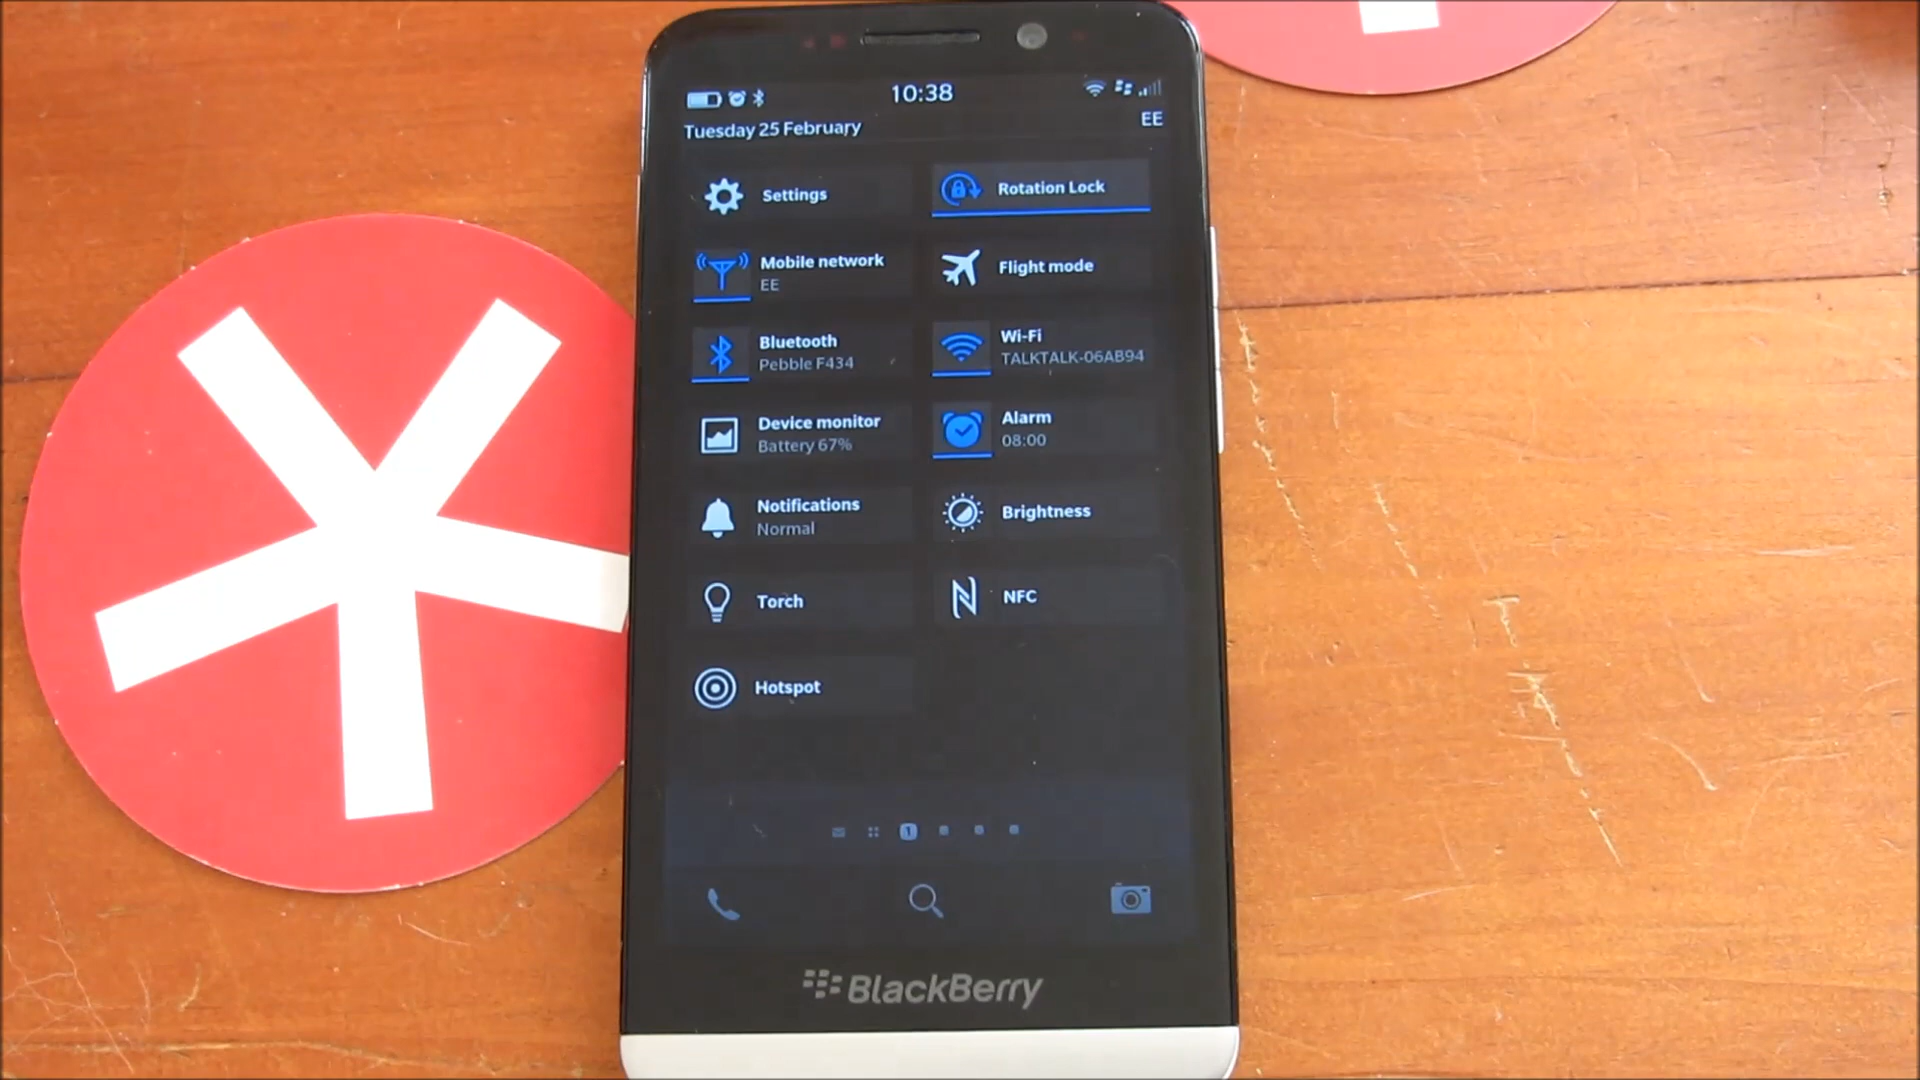 10:38
Tuesday 25 February
EE
Settings
Rotation Lock
Mobile network
EE
Flight mode
Bluetooth
Pebble F434
Wi-Fi
TALKTALK-06AB94
Device monitor
Battery 67%
Alarm
08:00
Notifications
Normal
Brightness
Torch
NFC
Hotspot
1
BlackBerry